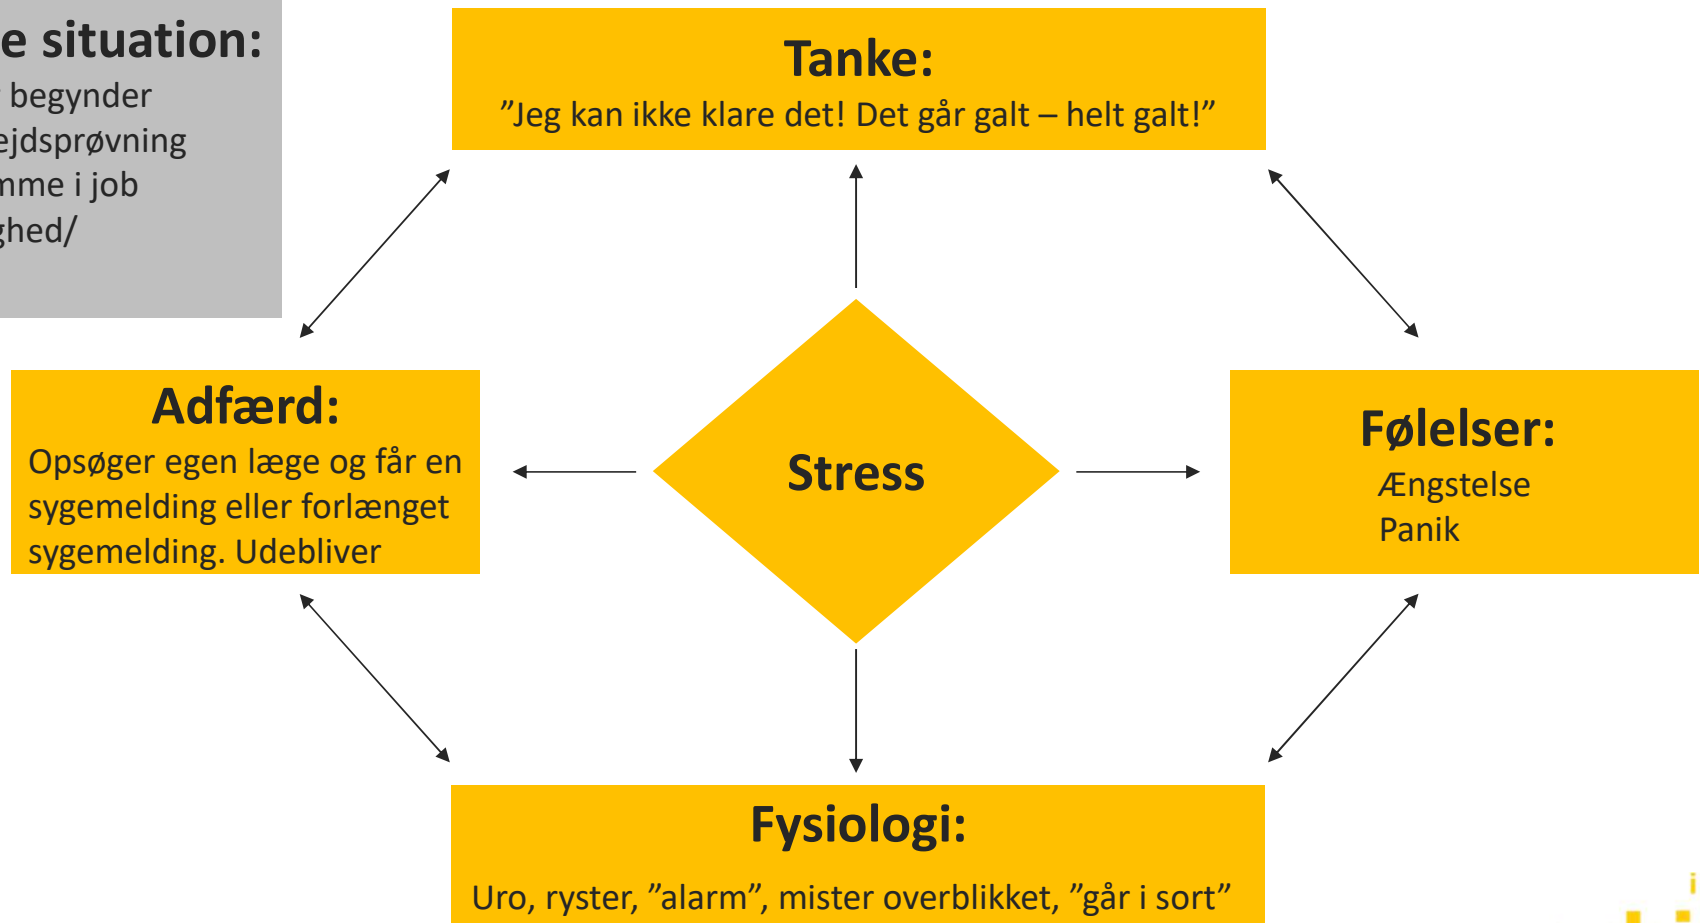 e situation:
begynder
ejdsprøvning
mme i job
ghed/
Tanke:
”Jeg kan ikke klare det! Det går galt – helt galt!”
Adfærd:
Opsøger egen læge og får en
sygemelding eller forlænget
sygemelding. Udebliver
Stress
Følelser:
Ængstelse
Panik
Fysiologi:
Uro, ryster, ”alarm”, mister overblikket, ”går i sort”